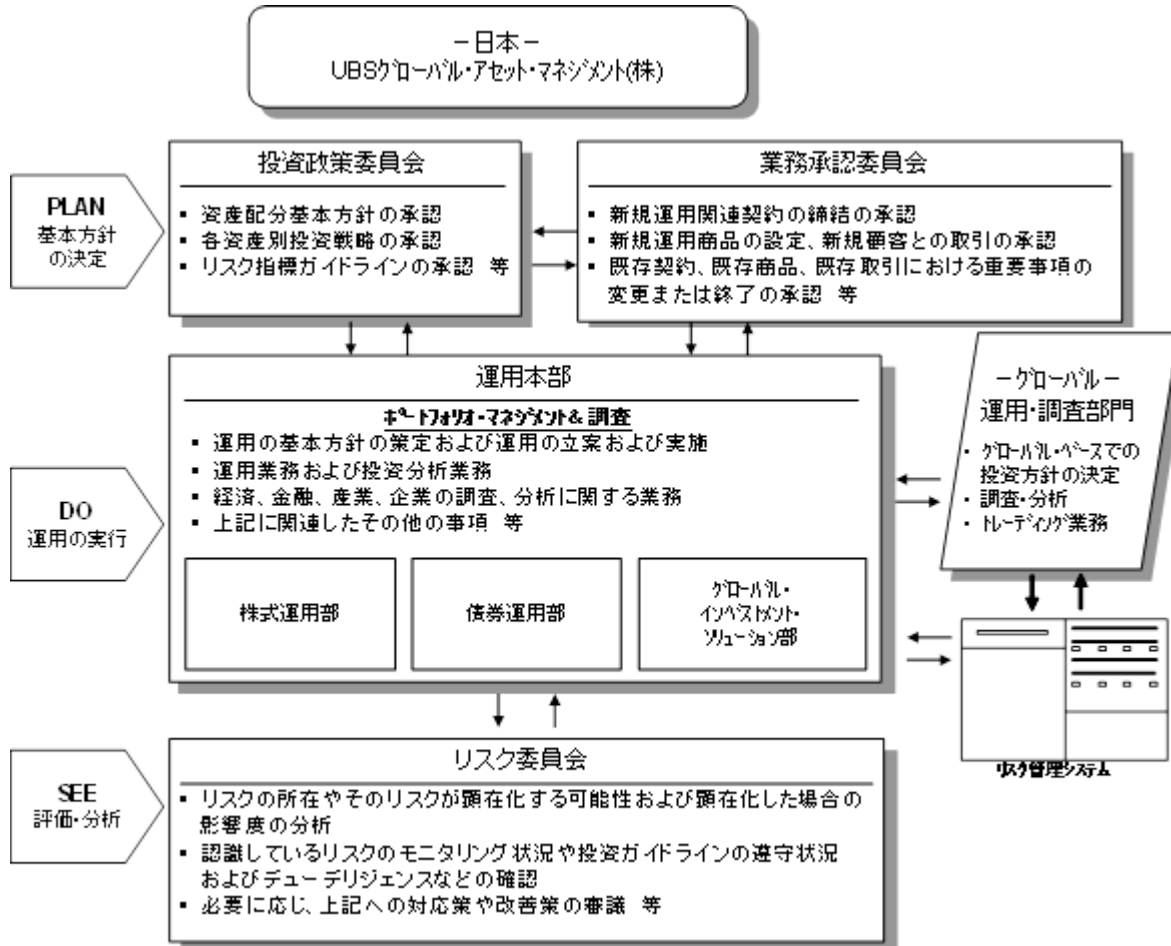 －日本－
UBSｸﾞﾛｰﾊﾞﾙ・ｱｾｯﾄ・ﾏﾈｼﾞﾒﾝﾄ(株)
PLAN
基本方針
の決定
投資政策委員会
▪ 資産配分基本方針の承認
▪ 各資産別投資戦略の承認
▪ リスク指標ガイドラインの承認 等
業務承認委員会
▪ 新規運用関連契約の締結の承認
▪ 新規運用商品の設定、新規顧客との取引の承認
▪ 既存契約、既存商品、既存取引における重要事項の
変更または終了の承認 等
DO
運用の実行
運用本部
ﾎﾟｰﾄﾌｫﾘｵ・ﾏﾈｼﾞﾒﾝﾄ&調査
▪ 運用の基本方針の策定および運用の立案および実施
▪ 運用業務および投資分析業務
▪ 経済、金融、産業、企業の調査、分析に関する業務
▪ 上記に関連したその他の事項 等
株式運用部
債券運用部
ｸﾞﾛｰﾊﾞﾙ・
ｲﾝﾍﾞｽﾄﾒﾝﾄ・
ｿﾘｭｰｼｮﾝ部
－ｸﾞﾛｰﾊﾞﾙ－
運用・調査部門
・ ｸﾞﾛｰﾊﾞﾙ・ﾍﾞｰｽでの
投資方針の決定
・ 調査・分析
・ ﾄﾚｰﾃﾞｨﾝｸﾞ業務
ﾘｽｸ管理ｼｽﾃﾑ
SEE
評価・分析
リスク委員会
▪ リスクの所在やそのリスクが顕在化する可能性および顕在化した場合の
影響度の分析
▪ 認識しているリスクのモニタリング状況や投資ガイドラインの遵守状況
およびデューデリジェンスなどの確認
▪ 必要に応じ、上記への対応策や改善策の審議 等